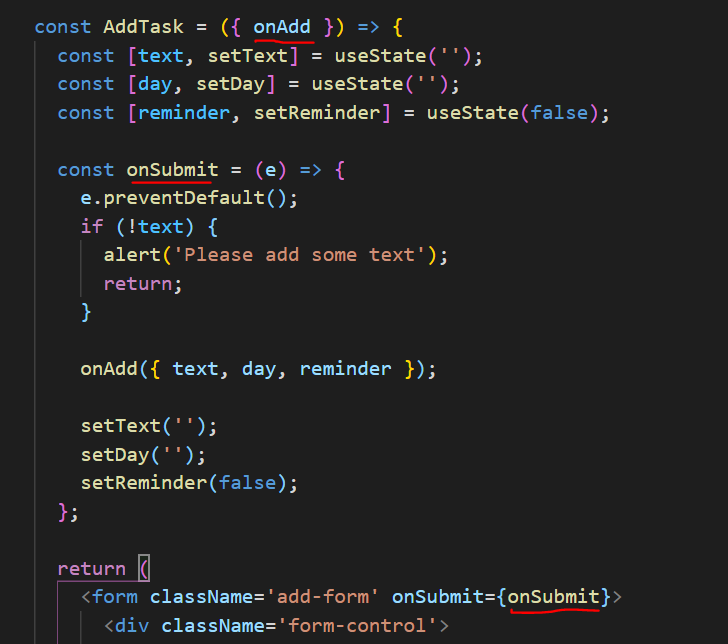 const AddTask = ({ onAdd }) => {
const [text, setText] = useState('');
const [day, setDay] = useState('');
const [reminder, setReminder] = useState(false);
const onSubmit = (e) => {
e.preventDefault();
if (!text) {
alert('Please add some text');
return;
}
onAdd({ text, day, reminder });
setText('');
setDay('');
setReminder(false);
};
return (
<form className='add-form' onSubmit={onSubmit}>
<div className='form-control'>